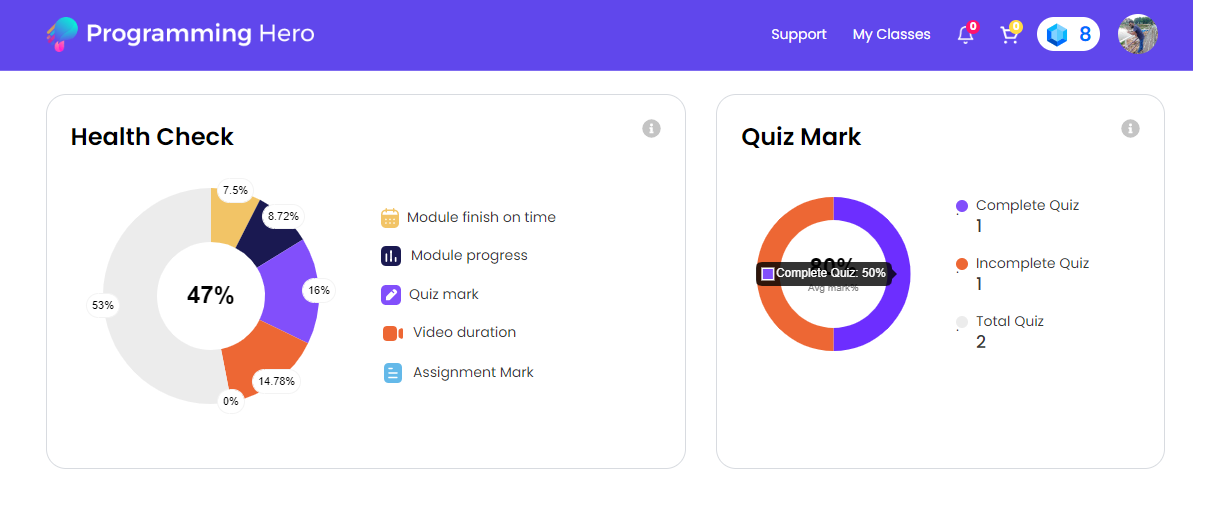 Programming Hero
Support
My Classes
0
0
8
Health Check
7.5%
8.72%
16%
14.78%
0%
53%
47%
Module finish on time
Module progress
Quiz mark
Video duration
Assignment Mark
Quiz Mark
80%
Complete Quiz: 50%
Avg mark%
Complete Quiz
1
Incomplete Quiz
1
Total Quiz
2